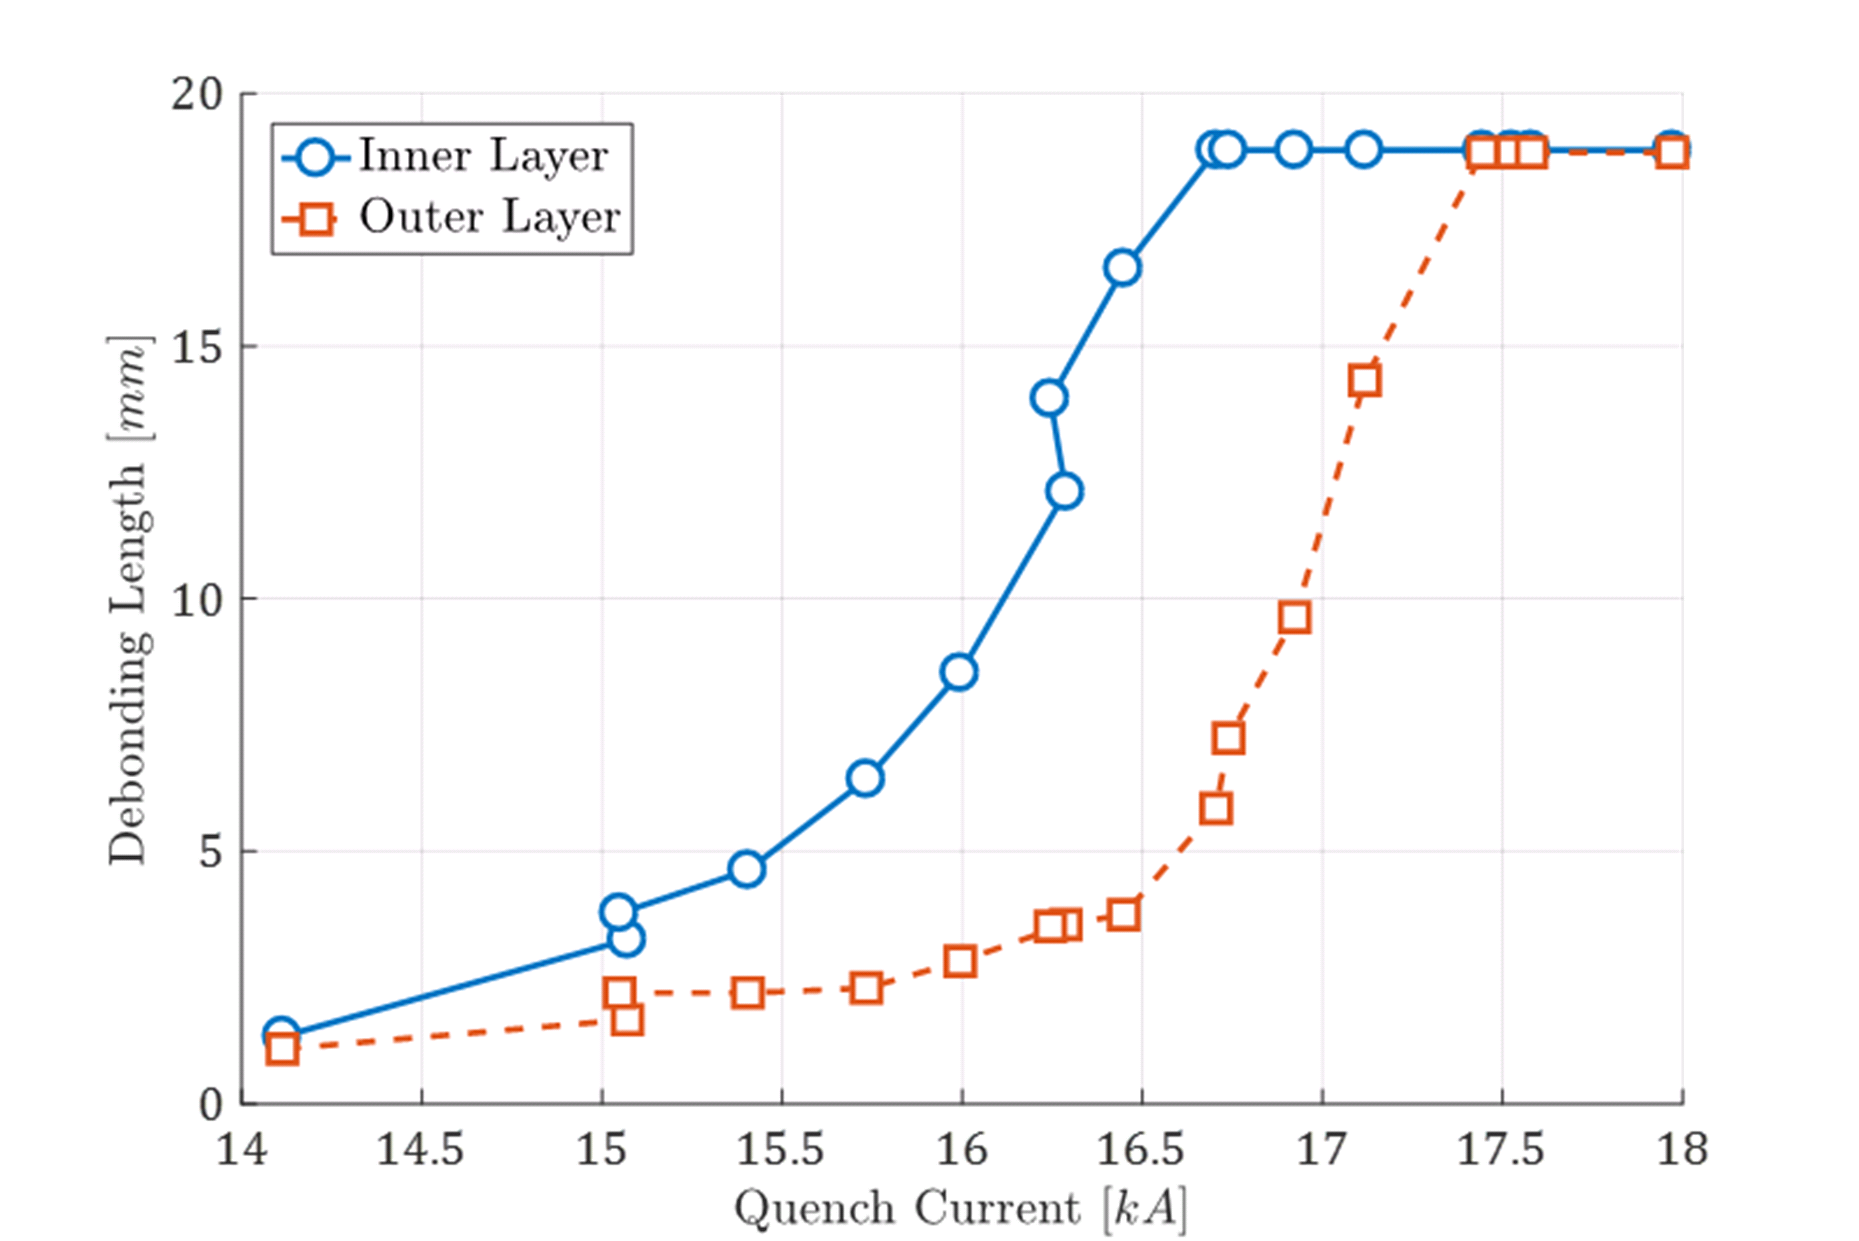 20
Inner Layer
Outer Layer
15
10
5
0
Debonding Length [mm]
14 14.5 15 15.5 16 16.5 17 17.5 18
Quench Current [kA]